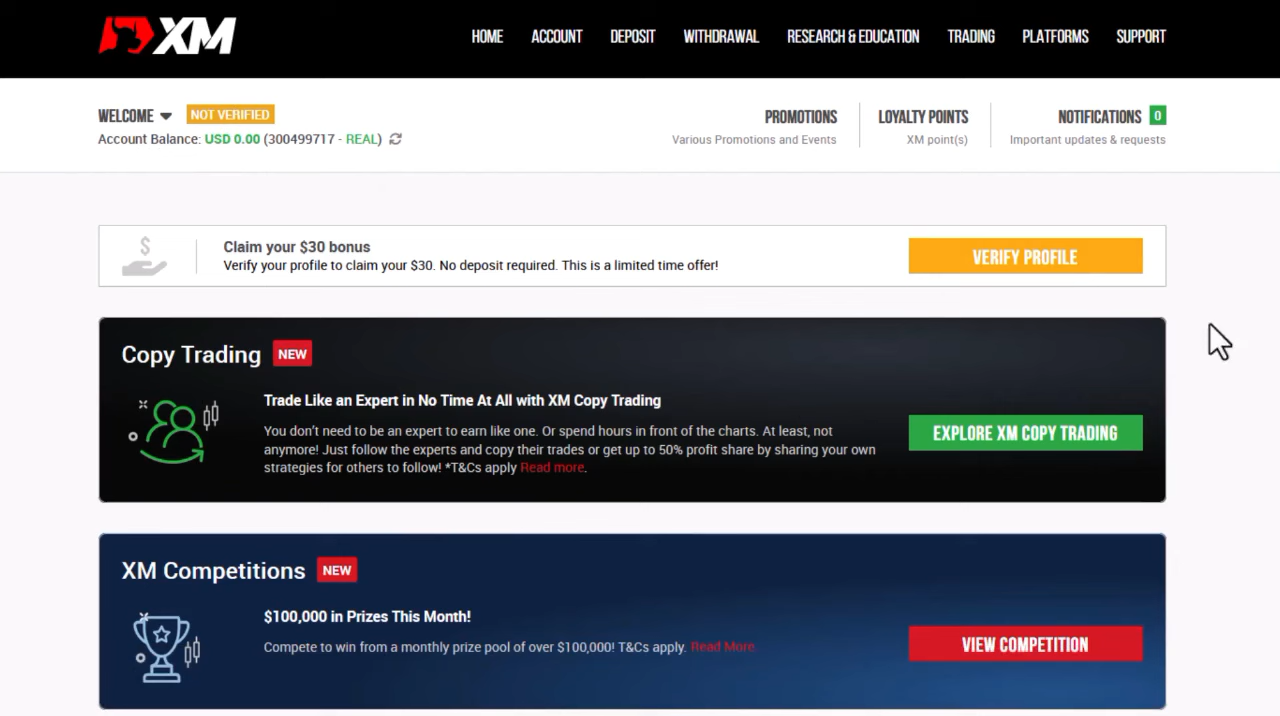 XM
HOME ACCOUNT DEPOSIT WITHDRAWAL RESEARCH & EDUCATION TRADING PLATFORMS SUPPORT
WELCOME NOT VERIFIED
Account Balance: USD 0.00 (300499717 - REAL)
PROMOTIONS
Various Promotions and Events
LOYALTY POINTS
XM point(s)
NOTIFICATIONS 0
Important updates & requests
$
Claim your $30 bonus
Verify your profile to claim your $30. No deposit required. This is a limited time offer!
VERIFY PROFILE
Copy Trading NEW
Trade Like an Expert in No Time At All with XM Copy Trading
You don't need to be an expert to earn like one. Or spend hours in front of the charts. At least, not
anymore! Just follow the experts and copy their trades or get up to 50% profit share by sharing your own
strategies for others to follow! *T&Cs apply Read more.
EXPLORE XM COPY TRADING
XM Competitions NEW
$100,000 in Prizes This Month!
Compete to win from a monthly prize pool of over $100,000! T&Cs apply. Read More.
VIEW COMPETITION